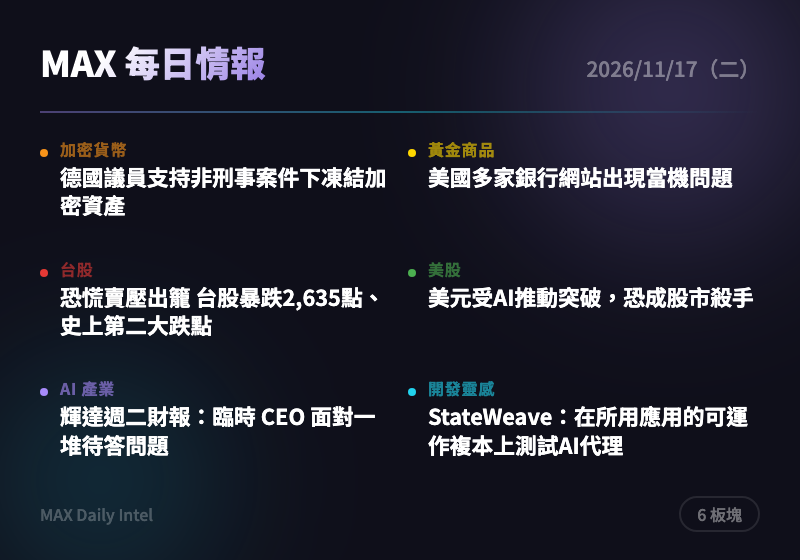 MAX 每日情報
2026/11/17（二）
加密貨幣
德國議員支持非刑事案件下凍結加
密資產
黃金商品
美國多家銀行網站出現當機問題
台股
恐慌賣壓出籠 台股暴跌2,635點、
史上第二大跌點
美股
美元受AI推動突破，恐成股市殺手
AI 產業
輝達週二財報：臨時 CEO 面對一
堆待答問題
開發靈感
StateWeave：在所用應用的可運
作複本上測試AI代理
MAX Daily Intel
6 板塊